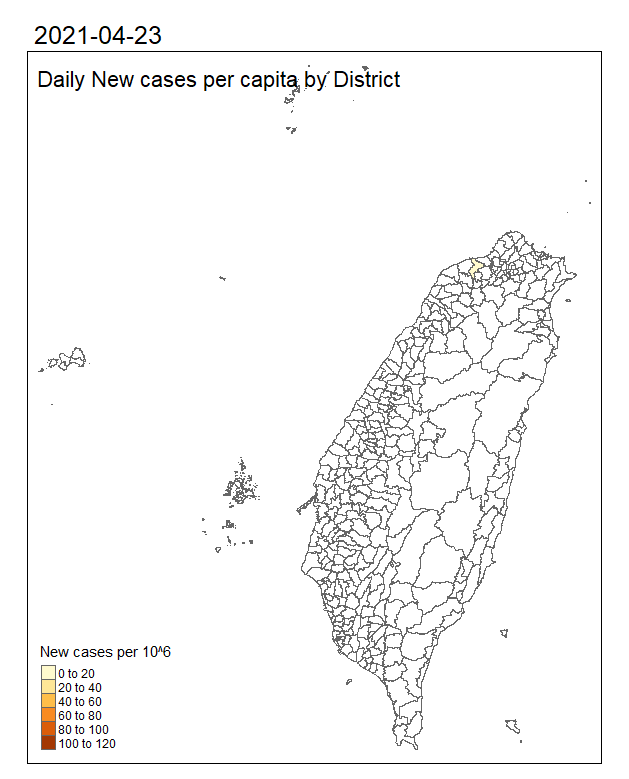 2021-04-23
Daily New cases per capita by District
New cases per 10^6
0 to 20
20 to 40
40 to 60
60 to 80
80 to 100
100 to 120